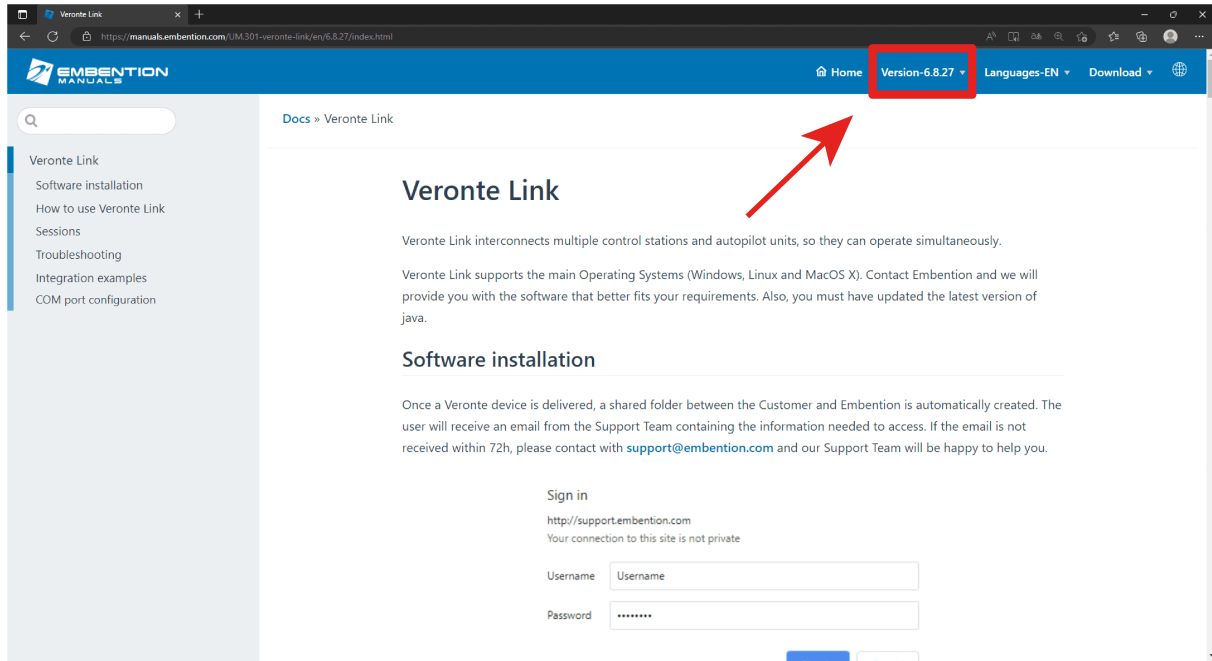 Veronte Link
https://manuals.embention.com/UM.301-veronte-link/en/6.8.27/index.html
EMBENTION
MANUALS
Home
Version-6.8.27
Languages-EN
Download
Docs » Veronte Link
Veronte Link
Software installation
How to use Veronte Link
Sessions
Troubleshooting
Integration examples
COM port configuration
Veronte Link
Veronte Link interconnects multiple control stations and autopilot units, so they can operate simultaneously.
Veronte Link supports the main Operating Systems (Windows, Linux and MacOS X). Contact Embention and we will
provide you with the software that better fits your requirements. Also, you must have updated the latest version of
java.
Software installation
Once a Veronte device is delivered, a shared folder between the Customer and Embention is automatically created. The
user will receive an email from the Support Team containing the information needed to access. If the email is not
received within 72h, please contact with support@embention.com and our Support Team will be happy to help you.
Sign in
http://support.embention.com
Your connection to this site is not private
Username
Username
Password
••••••••